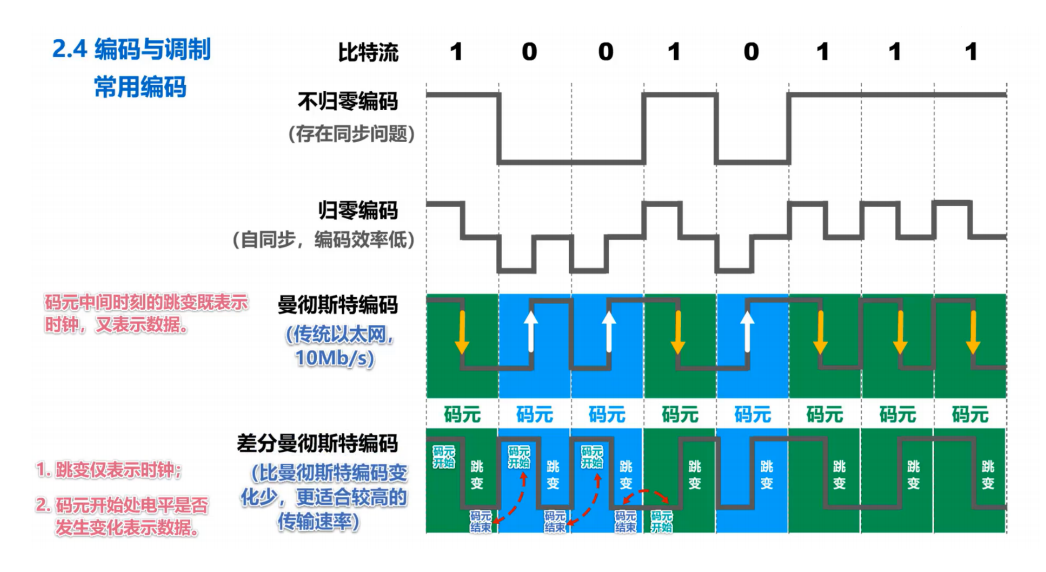 2.4 编码与调制
常用编码
比特流 1 0 0 1 0 1 1 1
不归零编码
(存在同步问题)
归零编码
(自同步，编码效率低)
码元中间时刻的跳变既表示
时钟，又表示数据。
曼彻斯特编码
(传统以太网，
10Mb/s)
码元 码元 码元 码元 码元 码元 码元 码元
差分曼彻斯特编码
(比曼彻斯特编码变
化少，更适合较高的
传输速率)
1. 跳变仅表示时钟；
2. 码元开始处电平是否
发生变化表示数据。
码元 码元 码元
开始 开始 开始
跳 跳 跳 跳 跳 跳 跳 跳
变 变 变 变 变 变 变 变
码元 码元 码元 码元
结束 结束 结束 开始